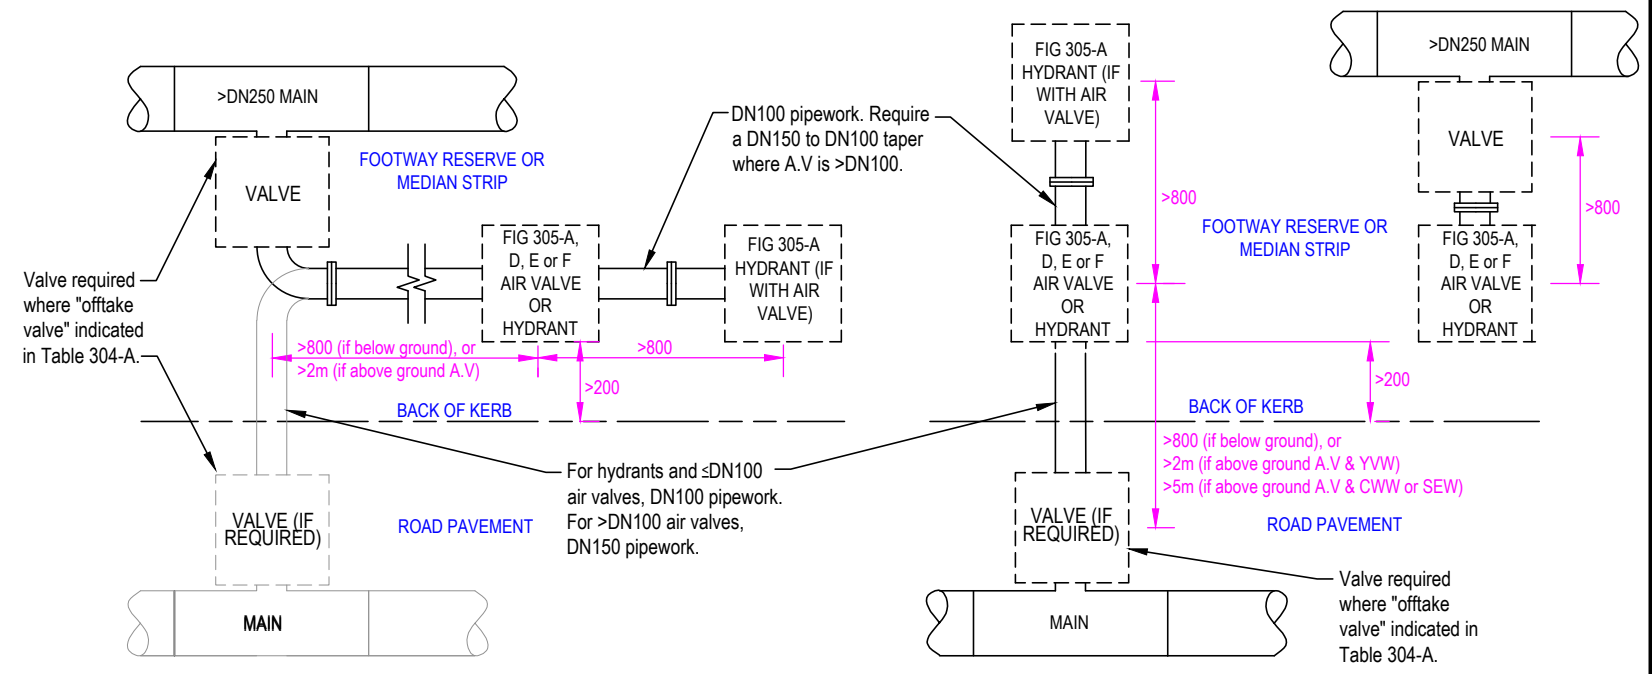 >DN250 MAIN
VALVE
FOOTWAY RESERVE OR
MEDIAN STRIP
Valve required
where "offtake
valve" indicated
in Table 304-A.
FIG 305-A,
D, E or F
AIR VALVE
OR
HYDRANT
FIG 305-A
HYDRANT (IF
WITH AIR
VALVE)
DN100 pipework. Require
a DN150 to DN100 taper
where A.V is >DN100.
>800 (if below ground), or
>2m (if above ground A.V)
>800
>200
BACK OF KERB
VALVE (IF
REQUIRED)
ROAD PAVEMENT
MAIN
For hydrants and ≤DN100
air valves, DN100 pipework.
For >DN100 air valves,
DN150 pipework.
FIG 305-A
HYDRANT (IF
WITH AIR
VALVE)
>800
FIG 305-A,
D, E or F
AIR VALVE
OR
HYDRANT
FOOTWAY RESERVE OR
MEDIAN STRIP
>DN250 MAIN
VALVE
>800
FIG 305-A,
D, E or F
AIR VALVE
OR
HYDRANT
>200
BACK OF KERB
>800 (if below ground), or
>2m (if above ground A.V & YVW)
>5m (if above ground A.V & CWW or SEW)
VALVE (IF
REQUIRED)
ROAD PAVEMENT
MAIN
Valve required
where "offtake
valve" indicated in
Table 304-A.